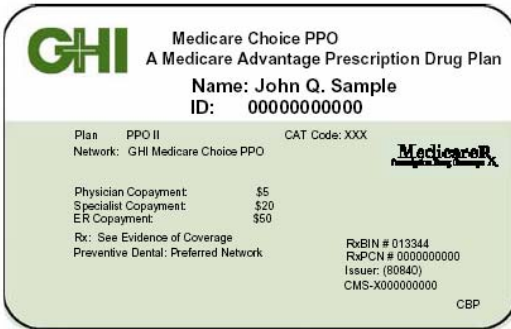 GHI
Medicare Choice PPO
A Medicare Advantage Prescription Drug Plan
Name: John Q. Sample
ID: 00000000000
Plan PPO II CAT Code: XXX
Network: GHI Medicare Choice PPO
MedicareR
Physician Copayment: $5
Specialist Copayment: $20
ER Copayment: $50
Rx: See Evidence of Coverage
Preventive Dental: Preferred Network
RxBIN # 013344
RxPCN # 0000000000
Issuer: (80840)
CMS-X000000000
CBP